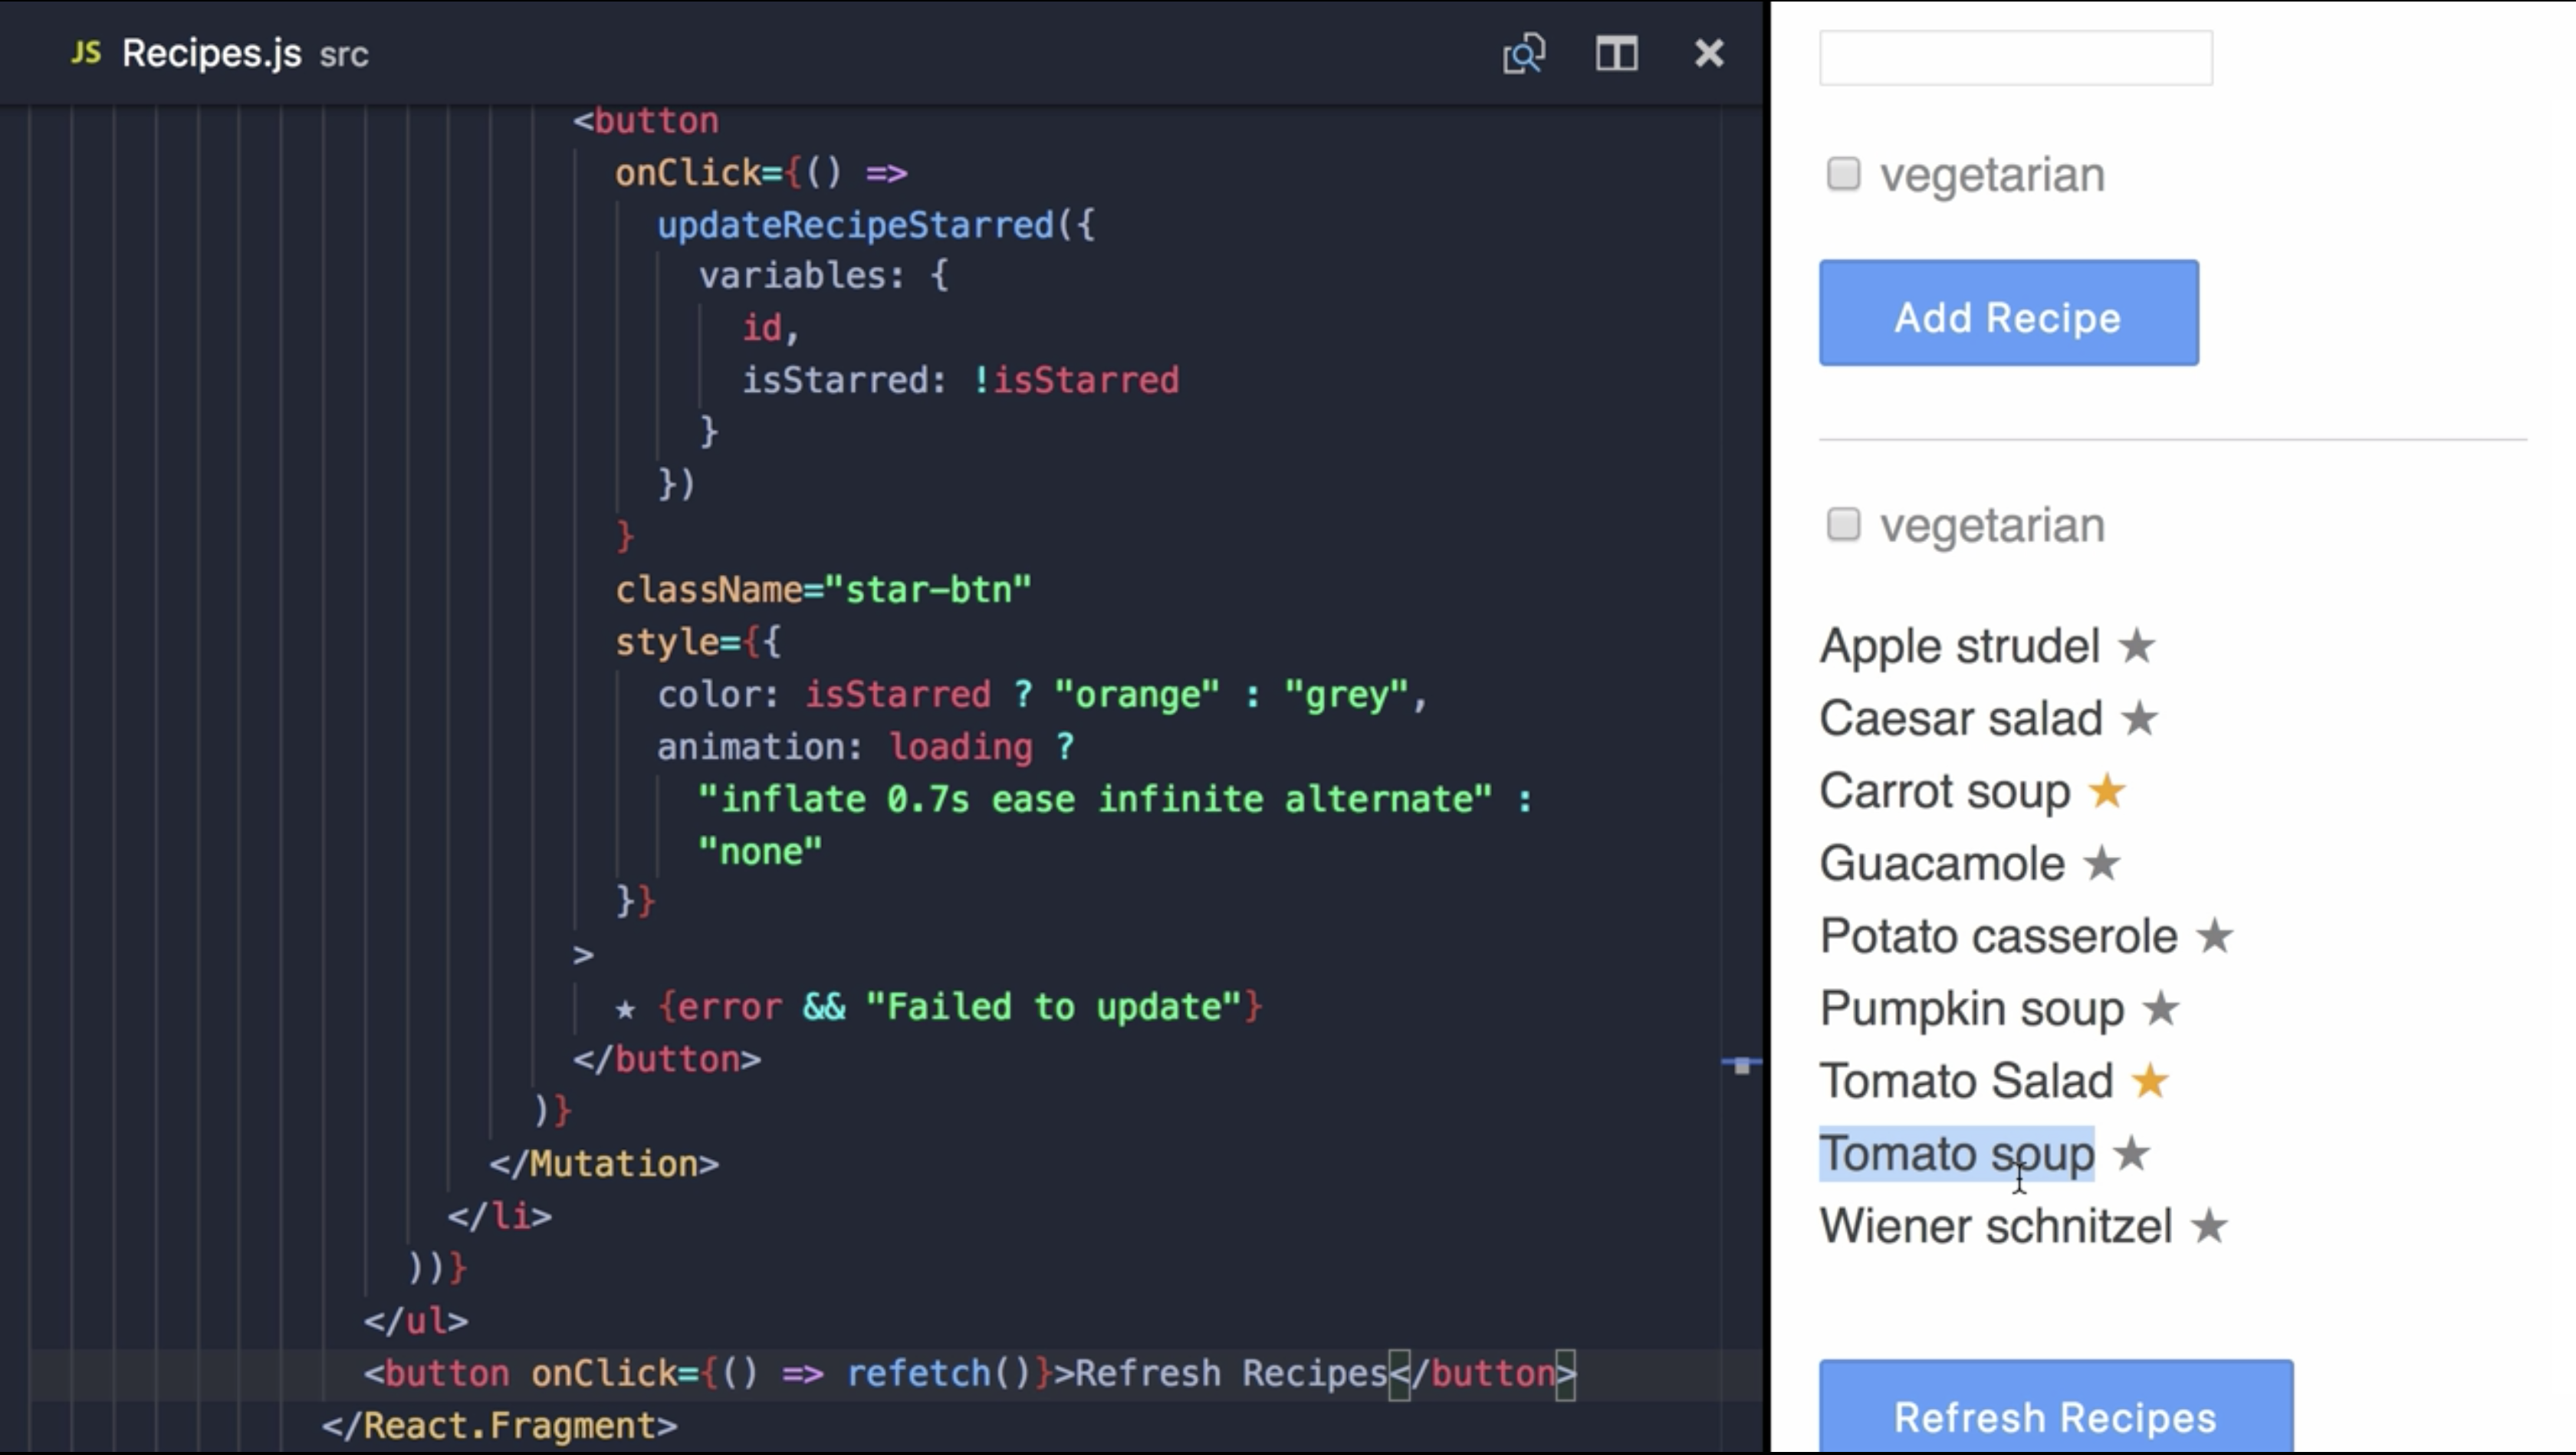 JS Recipes.js src
<button
onClick={() =>
updateRecipeStarred({
variables: {
id,
isStarred: !isStarred
}
})
}
className="star-btn"
style={{
color: isStarred ? "orange" : "grey",
animation: loading ?
"inflate 0.7s ease infinite alternate" :
"none"
}}
>
★ {error && "Failed to update"}
</button>
)}
</Mutation>
</li>
))}
</ul>
<button onClick={() => refetch()}>Refresh Recipes</button>
</React.Fragment>
vegetarian
Add Recipe
vegetarian
Apple strudel ★
Caesar salad ★
Carrot soup ★
Guacamole ★
Potato casserole ★
Pumpkin soup ★
Tomato Salad ★
Tomato soup ★
Wiener schnitzel ★
Refresh Recipes